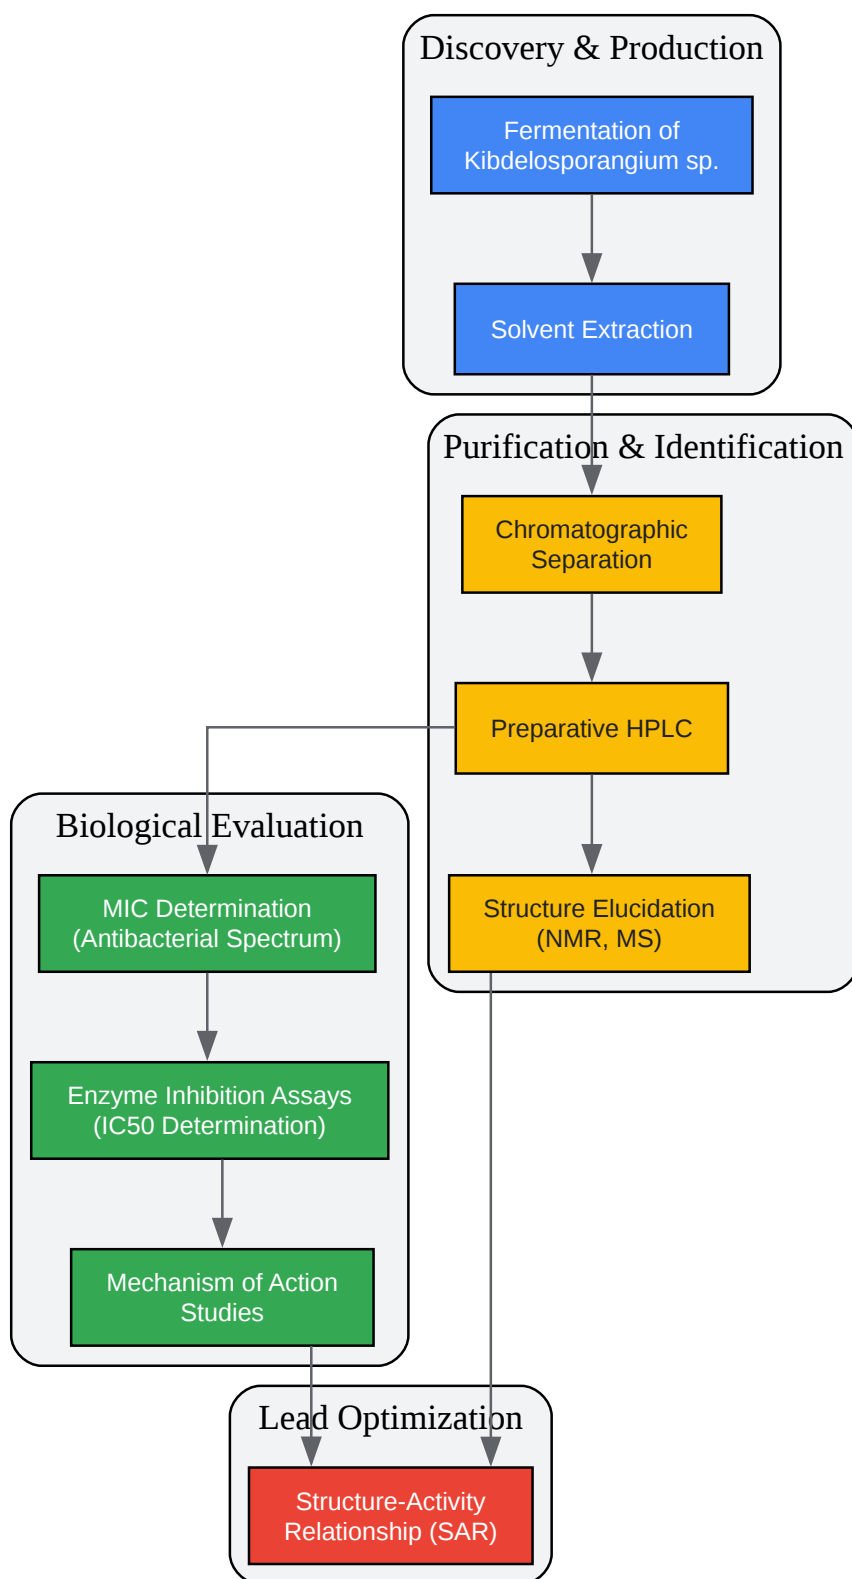 Discovery & Production
Fermentation of
Kibdelosporangium sp.
Solvent Extraction
Purification & Identification
Chromatographic
Separation
Preparative HPLC
Structure Elucidation
(NMR, MS)
Biological Evaluation
MIC Determination
(Antibacterial Spectrum)
Enzyme Inhibition Assays
(IC50 Determination)
Mechanism of Action
Studies
Lead Optimization
Structure-Activity
Relationship (SAR)